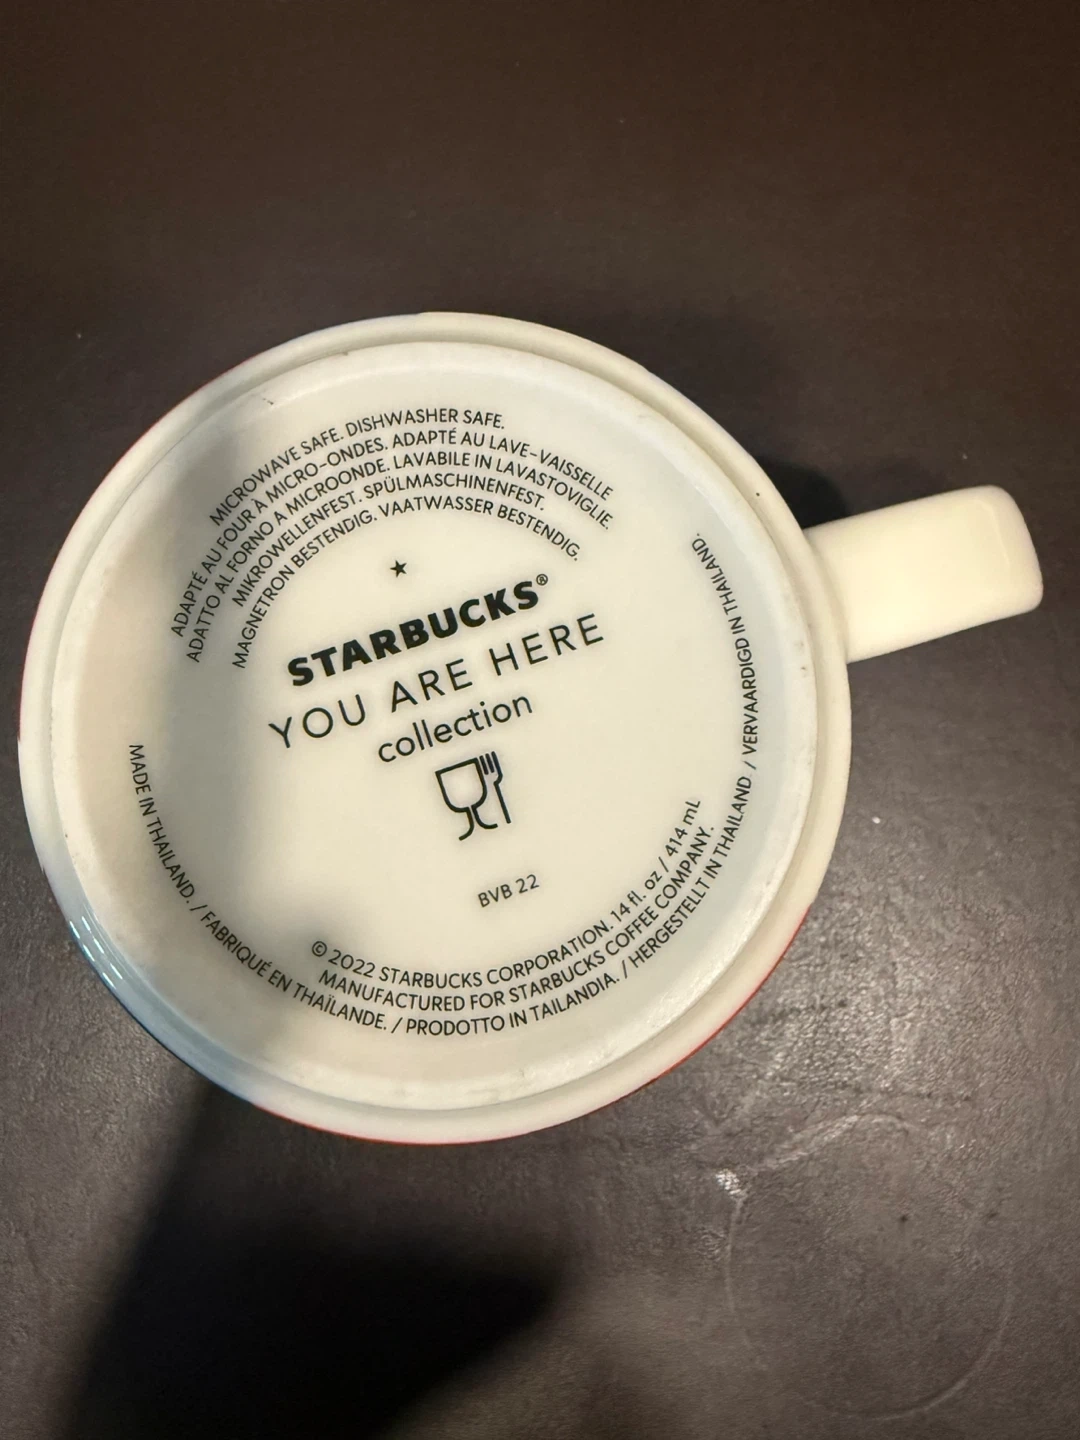 MICROWAVE SAFE. DISHWASHER SAFE.
ADAPTÉ AU FOUR À MICRO-ONDES. ADAPTÉ AU LAVE-VAISSELLE
ADATTO AL FORNO A MICROONDE. LAVABILE IN LAVASTOVIGLIE.
MIKROWELLENFEST. SPÜLMASCHINENFEST.
MAGNETRON BESTENDIG. VAATWASSER BESTENDIG.
STARBUCKS®
YOU ARE HERE
collection
BVB 22
© 2022 STARBUCKS CORPORATION. 14 fl. oz / 414 mL
MANUFACTURED FOR STARBUCKS COFFEE COMPANY.
MADE IN THAILAND. / FABRIQUÉ EN THAÏLANDE. / PRODOTTO IN TAILANDIA. / HERGESTELLT IN THAILAND / VERVAARDIGD IN THAILAND.